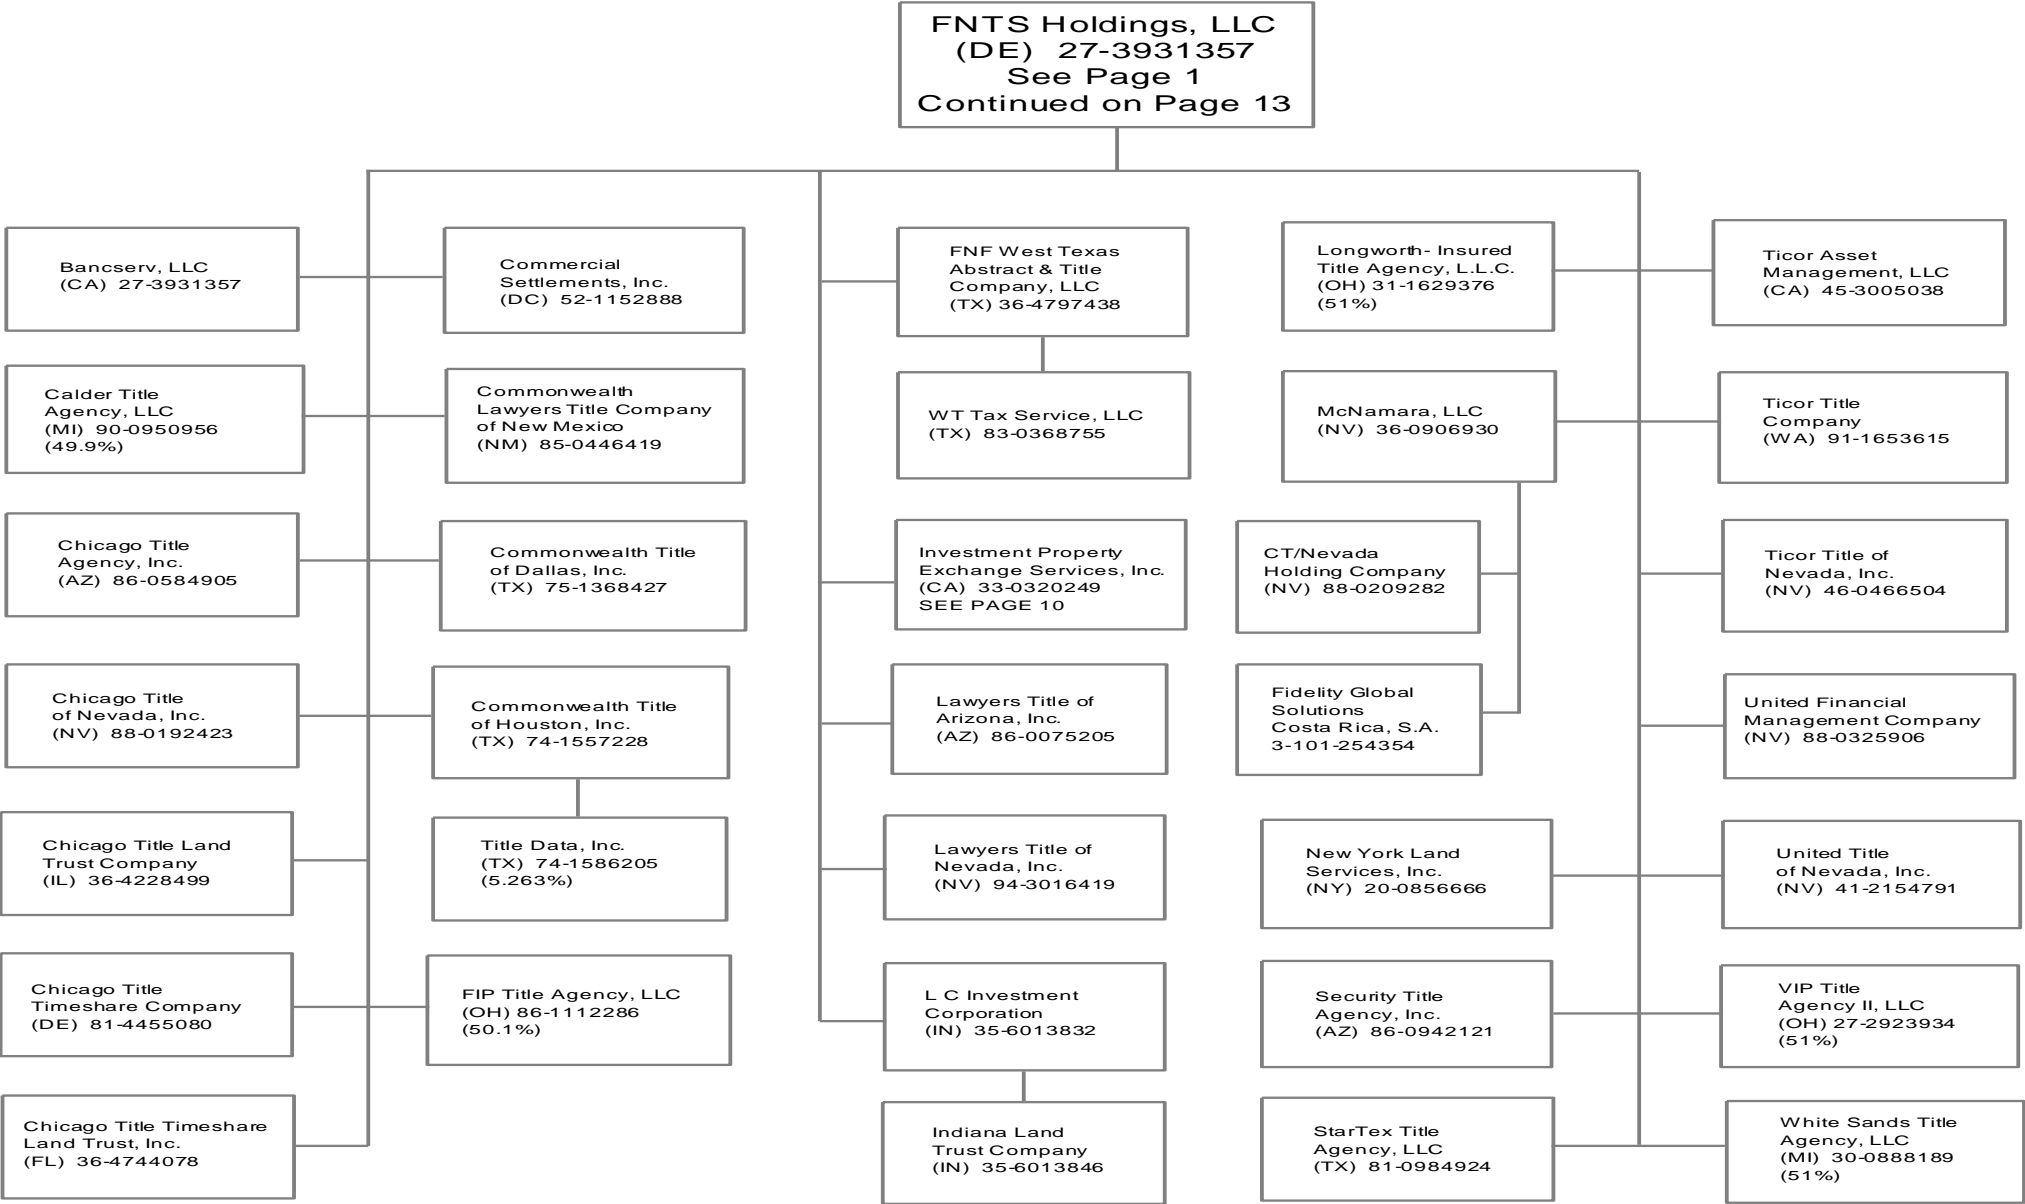 FNTS Holdings, LLC
(DE) 27-3931357
See Page 1
Continued on Page 13
Bancserv, LLC
(CA) 27-3931357
Calder Title
Agency, LLC
(MI) 90-0950956
(49.9%)
Chicago Title
Agency, Inc.
(AZ) 86-0584905
Chicago Title
of Nevada, Inc.
(NV) 88-0192423
Chicago Title Land
Trust Company
(IL) 36-4228499
Chicago Title
Timeshare Company
(DE) 81-4455080
Chicago Title Timeshare
Land Trust, Inc.
(FL) 36-4744078
Commercial
Settlements, Inc.
(DC) 52-1152888
Commonwealth
Lawyers Title Company
of New Mexico
(NM) 85-0446419
Commonwealth Title
of Dallas, Inc.
(TX) 75-1368427
Commonwealth Title
of Houston, Inc.
(TX) 74-1557228
Title Data, Inc.
(TX) 74-1586205
(5.263%)
FIP Title Agency, LLC
(OH) 86-1112286
(50.1%)
FNF West Texas
Abstract & Title
Company, LLC
(TX) 36-4797438
WT Tax Service, LLC
(TX) 83-0368755
Investment Property
Exchange Services, Inc.
(CA) 33-0320249
SEE PAGE 10
Lawyers Title of
Arizona, Inc.
(AZ) 86-0075205
Lawyers Title of
Nevada, Inc.
(NV) 94-3016419
L C Investment
Corporation
(IN) 35-6013832
Indiana Land
Trust Company
(IN) 35-6013846
Longworth- Insured
Title Agency, L.L.C.
(OH) 31-1629376
(51%)
McNamara, LLC
(NV) 36-0906930
CT/Nevada
Holding Company
(NV) 88-0209282
Fidelity Global
Solutions
Costa Rica, S.A.
3-101-254354
New York Land
Services, Inc.
(NY) 20-0856666
Security Title
Agency, Inc.
(AZ) 86-0942121
StarTex Title
Agency, LLC
(TX) 81-0984924
Ticor Asset
Management, LLC
(CA) 45-3005038
Ticor Title
Company
(WA) 91-1653615
Ticor Title of
Nevada, Inc.
(NV) 46-0466504
United Financial
Management Company
(NV) 88-0325906
United Title
of Nevada, Inc.
(NV) 41-2154791
VIP Title
Agency II, LLC
(OH) 27-2923934
(51%)
White Sands Title
Agency, LLC
(MI) 30-0888189
(51%)